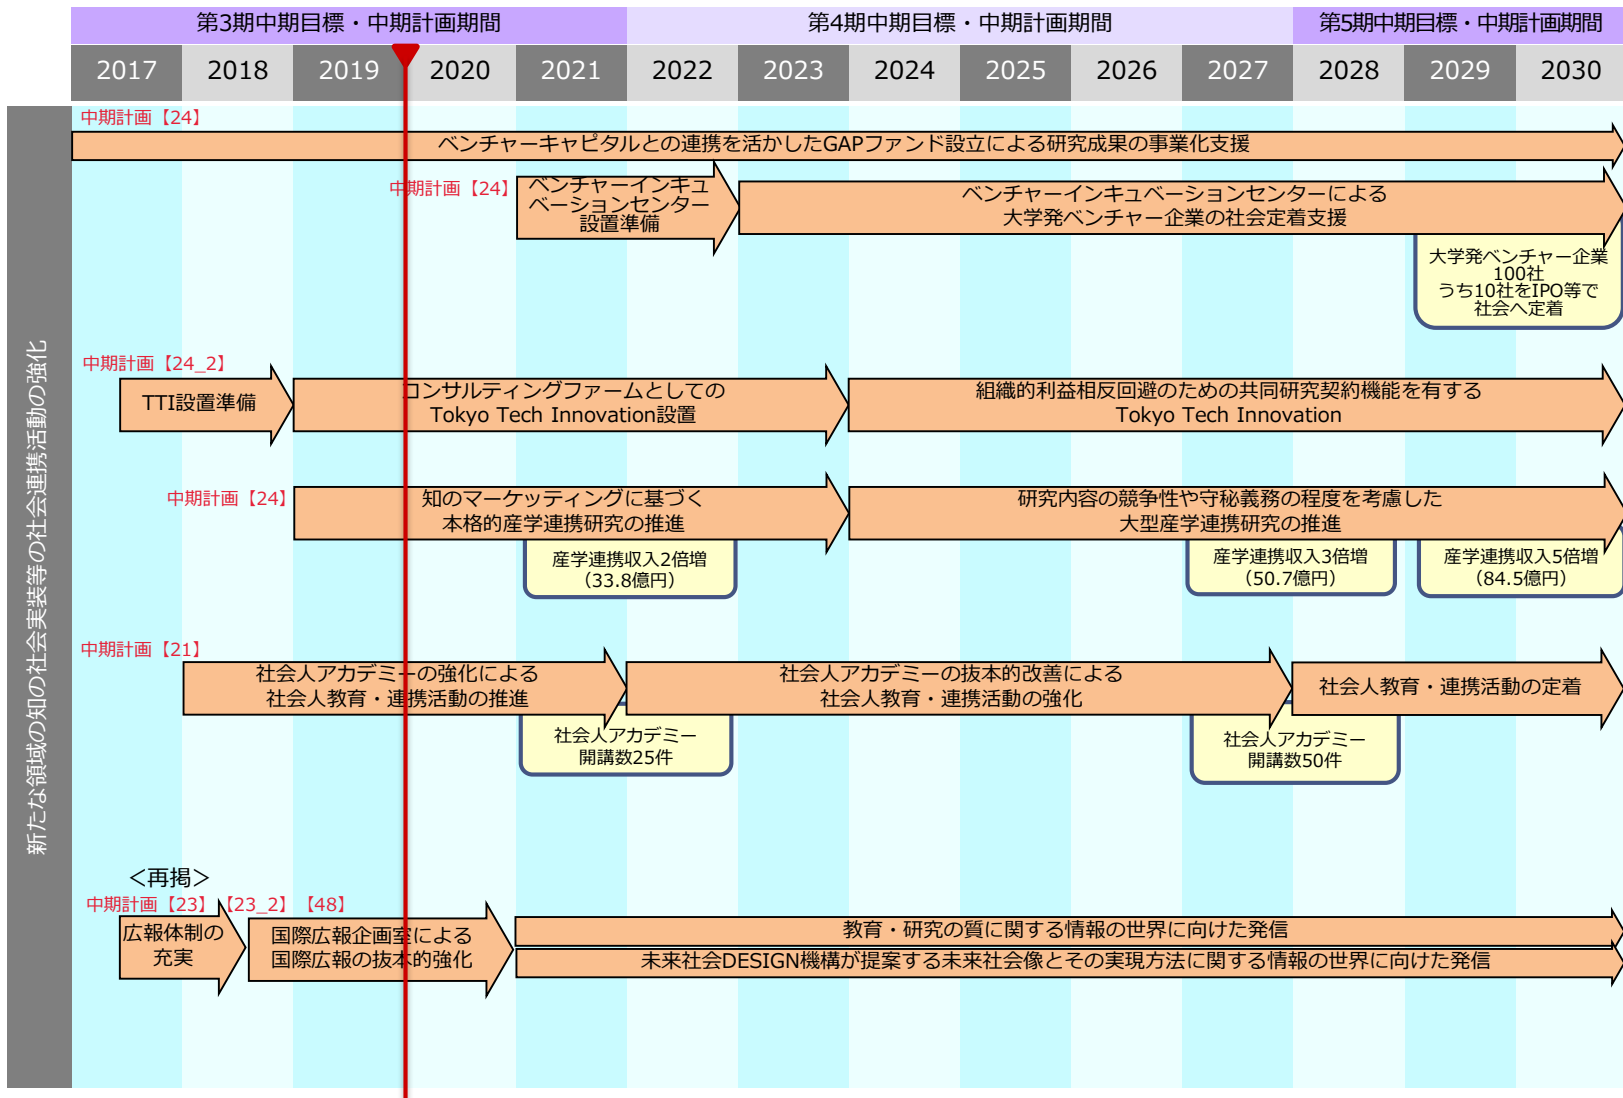 第3期中期目標・中期計画期間
第4期中期目標・中期計画期間
第5期中期目標・中期計画期間
2017
2018
2019
2020
2021
2022
2023
2024
2025
2026
2027
2028
2029
2030
新たな領域の知の社会実装等の社会連携活動の強化
中期計画【24】
ベンチャーキャピタルとの連携を活かしたGAPファンド設立による研究成果の事業化支援
中期計画【24】
ベンチャーインキュ
ベーションセンター
設置準備
ベンチャーインキュベーションセンターによる
大学発ベンチャー企業の社会定着支援
大学発ベンチャー企業
100社
うち10社をIPO等で
社会へ定着
中期計画【24_2】
TTI設置準備
コンサルティングファームとしての
Tokyo Tech Innovation設置
組織的利益相反回避のための共同研究契約機能を有する
Tokyo Tech Innovation
中期計画【24】
知のマーケッティングに基づく
本格的産学連携研究の推進
研究内容の競争性や守秘義務の程度を考慮した
大型産学連携研究の推進
産学連携収入2倍増
（33.8億円）
産学連携収入3倍増
（50.7億円）
産学連携収入5倍増
（84.5億円）
中期計画【21】
社会人アカデミーの強化による
社会人教育・連携活動の推進
社会人アカデミーの抜本的改善による
社会人教育・連携活動の強化
社会人教育・連携活動の定着
社会人アカデミー
開講数25件
社会人アカデミー
開講数50件
＜再掲＞
中期計画【23】【23_2】【48】
広報体制の
充実
国際広報企画室による
国際広報の抜本的強化
教育・研究の質に関する情報の世界に向けた発信
未来社会DESIGN機構が提案する未来社会像とその実現方法に関する情報の世界に向けた発信